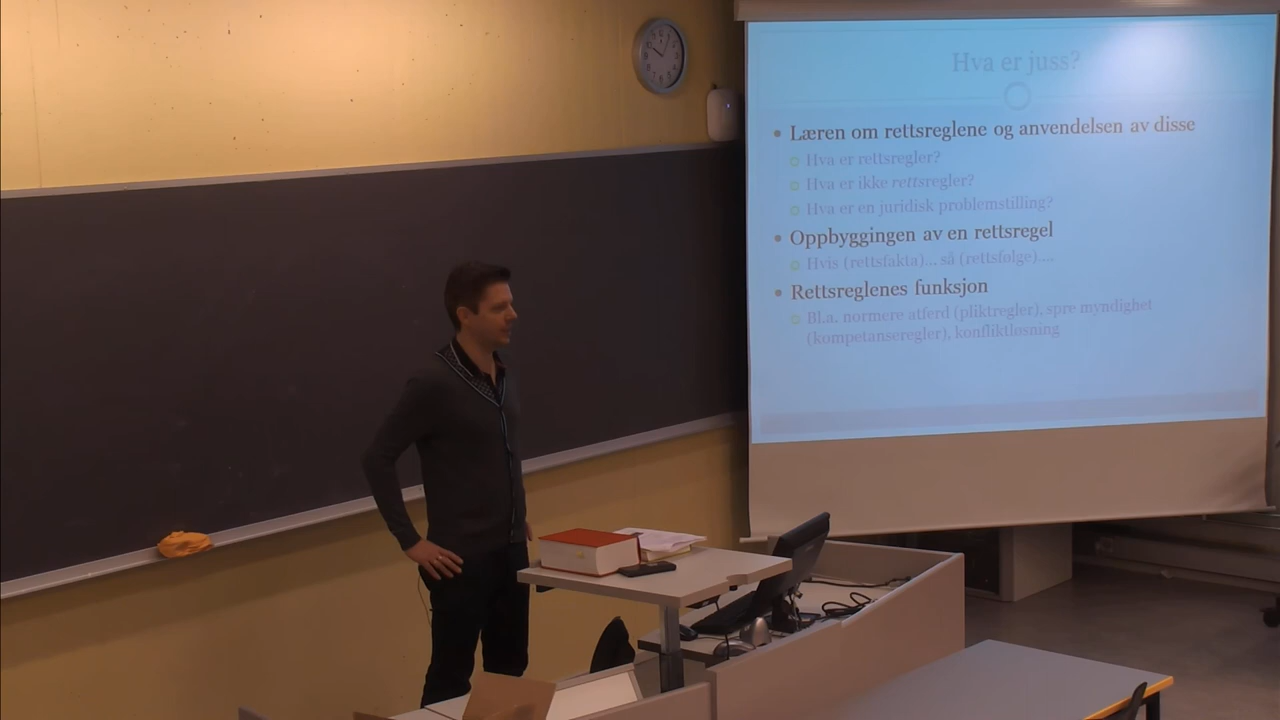 Hva er juss?
Læren om rettsreglene og anvendelsen av disse
Hva er rettsregler?
Hva er ikke rettsregler?
Hva er en juridisk problemstilling?
Oppbyggingen av en rettsregel
Hvis (rettsfakta)... så (rettsfølge)....
Rettsreglenes funksjon
Bl.a. normere atferd (pliktregler), spre myndighet
(kompetanseregler), konfliktløsning